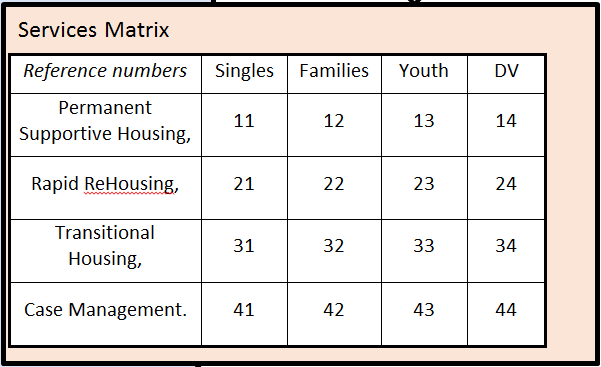 Services Matrix
Reference numbers Singles Families Youth DV
Permanent
Supportive Housing, 11 12 13 14
Rapid ReHousing, 21 22 23 24
Transitional
Housing, 31 32 33 34
Case Management. 41 42 43 44